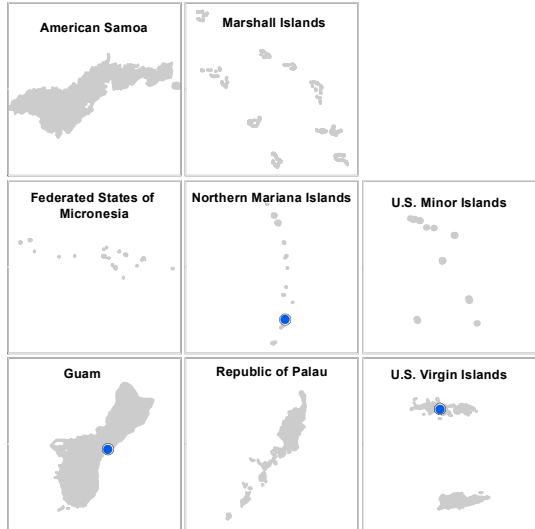 American Samoa
Marshall Islands
Federated States of
Micronesia
Northern Mariana Islands
U.S. Minor Islands
Guam
Republic of Palau
U.S. Virgin Islands